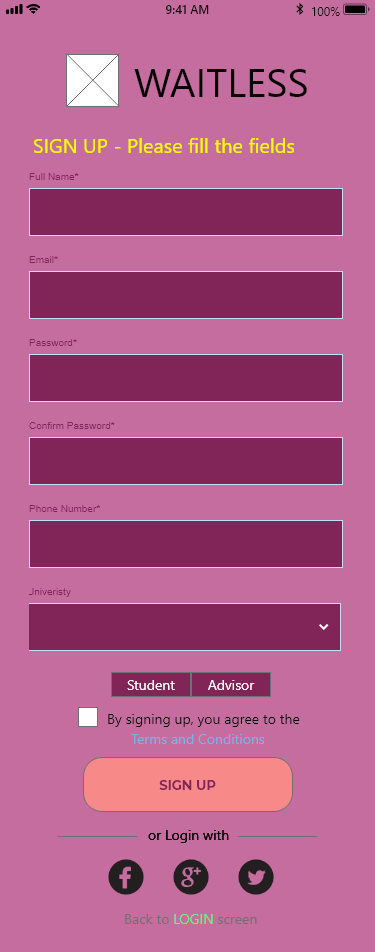 9:41 AM 100%
WAITLESS
SIGN UP - Please fill the fields
Full Name*
Email*
Password*
Confirm Password*
Phone Number*
Jniveristy
Student Advisor
By signing up, you agree to the
Terms and Conditions
SIGN UP
or Login with
f g+
Back to LOGIN screen